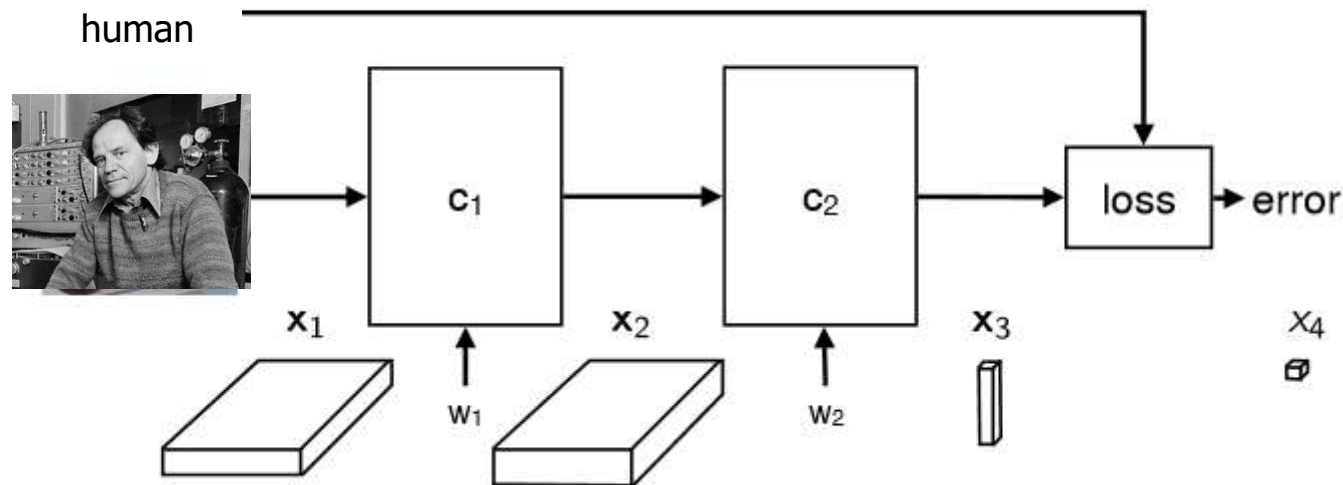 human
c₁
c₂
loss
error
x₁
x₂
x₃
x₄
w₁
w₂